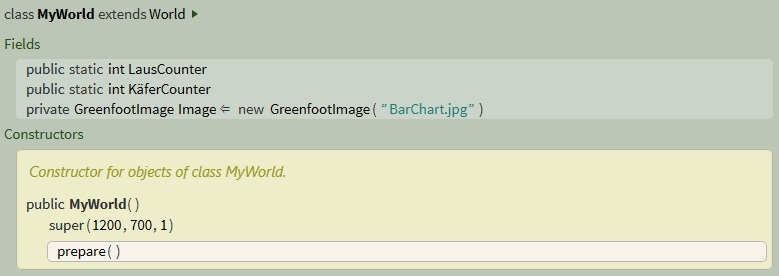 class MyWorld extends World ▸
Fields
public static int LausCounter
public static int KäferCounter
private GreenfootImage Image ⇐ new GreenfootImage ( “BarChart.jpg” )
Constructors
Constructor for objects of class MyWorld.
public MyWorld()
super(1200, 700, 1)
prepare()